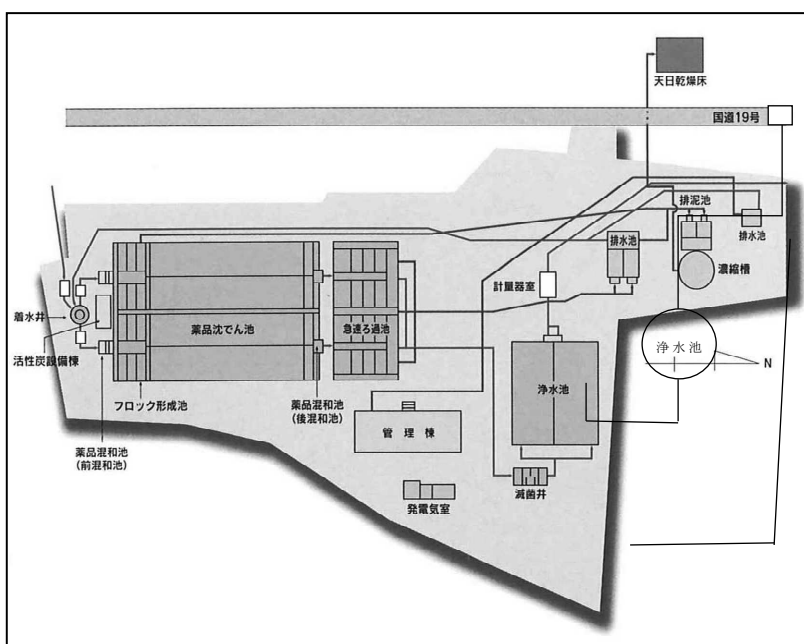 天日乾燥床
国道19号
排泥池
排水池
排水池
濃縮槽
計量器室
着水井
薬品沈でん池
急速ろ過池
活性炭設備棟
浄水池
N
フロック形成池
薬品混和池
(後混和池)
浄水池
管理棟
薬品混和池
(前混和池)
滅菌井
発電気室